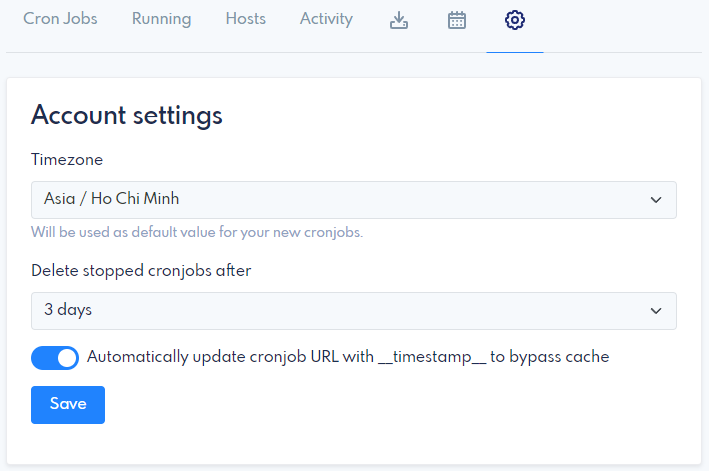 Cron Jobs Running Hosts Activity
Account settings
Timezone
Asia / Ho Chi Minh
Will be used as default value for your new cronjobs.
Delete stopped cronjobs after
3 days
Automatically update cronjob URL with __timestamp__ to bypass cache
Save